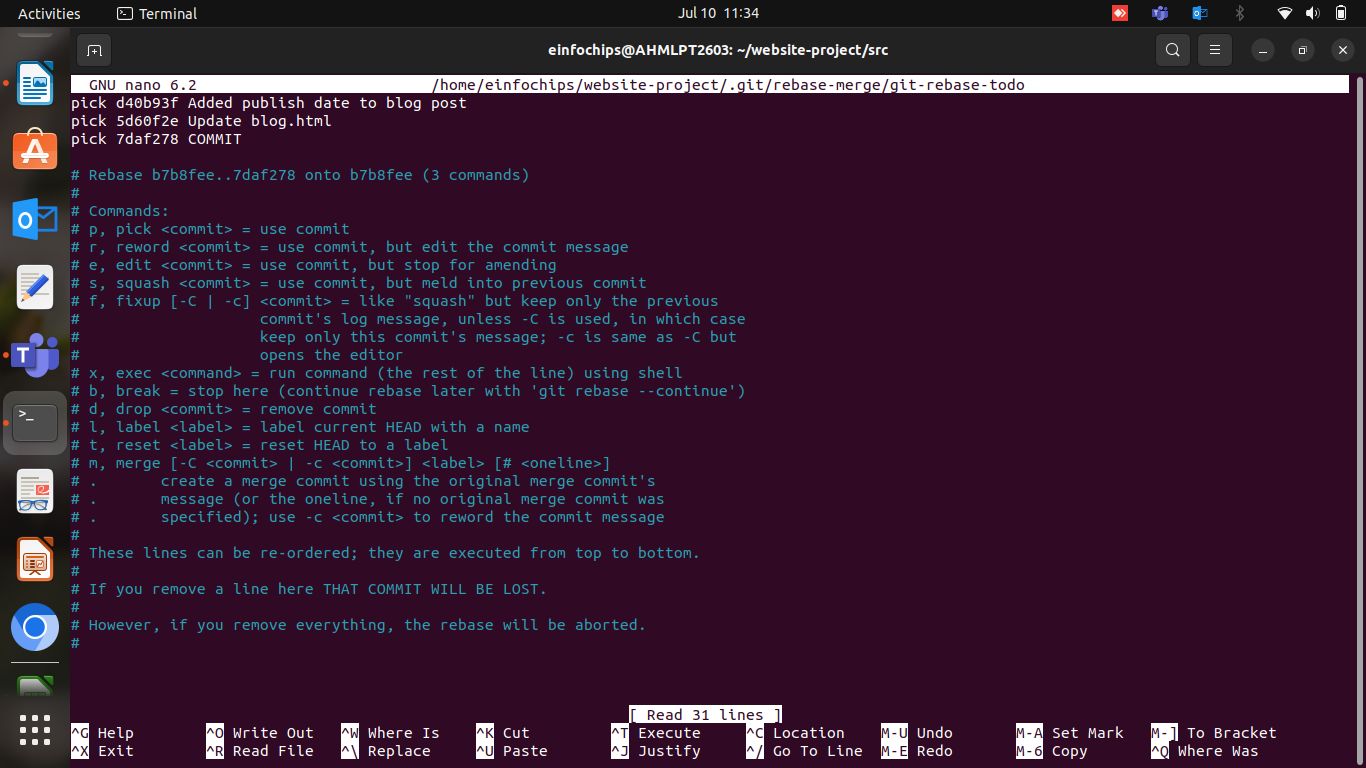 Activities Terminal Jul 10 11:34
einfochips@AHMLPT2603: ~/website-project/src
GNU nano 6.2 /home/einfochips/website-project/.git/rebase-merge/git-rebase-todo
pick d40b93f Added publish date to blog post
pick 5d60f2e Update blog.html
pick 7daf278 COMMIT
# Rebase b7b8fee..7daf278 onto b7b8fee (3 commands)
#
# Commands:
# p, pick <commit> = use commit
# r, reword <commit> = use commit, but edit the commit message
# e, edit <commit> = use commit, but stop for amending
# s, squash <commit> = use commit, but meld into previous commit
# f, fixup [-C | -c] <commit> = like "squash" but keep only the previous
#                    commit's log message, unless -C is used, in which case
#                    keep only this commit's message; -c is same as -C but
#                    opens the editor
# x, exec <command> = run command (the rest of the line) using shell
# b, break = stop here (continue rebase later with 'git rebase --continue')
# d, drop <commit> = remove commit
# l, label <label> = label current HEAD with a name
# t, reset <label> = reset HEAD to a label
# m, merge [-C <commit> | -c <commit>] <label> [# <oneline>]
# .       create a merge commit using the original merge commit's
# .       message (or the oneline, if no original merge commit was
# .       specified); use -c <commit> to reword the commit message
#
# These lines can be re-ordered; they are executed from top to bottom.
#
# If you remove a line here THAT COMMIT WILL BE LOST.
#
# However, if you remove everything, the rebase will be aborted.
#
[ Read 31 lines ]
^G Help ^O Write Out ^W Where Is ^K Cut ^T Execute ^C Location M-U Undo M-A Set Mark M-] To Bracket
^X Exit ^R Read File ^\ Replace ^U Paste ^J Justify ^/ Go To Line M-E Redo M-6 Copy ^Q Where Was